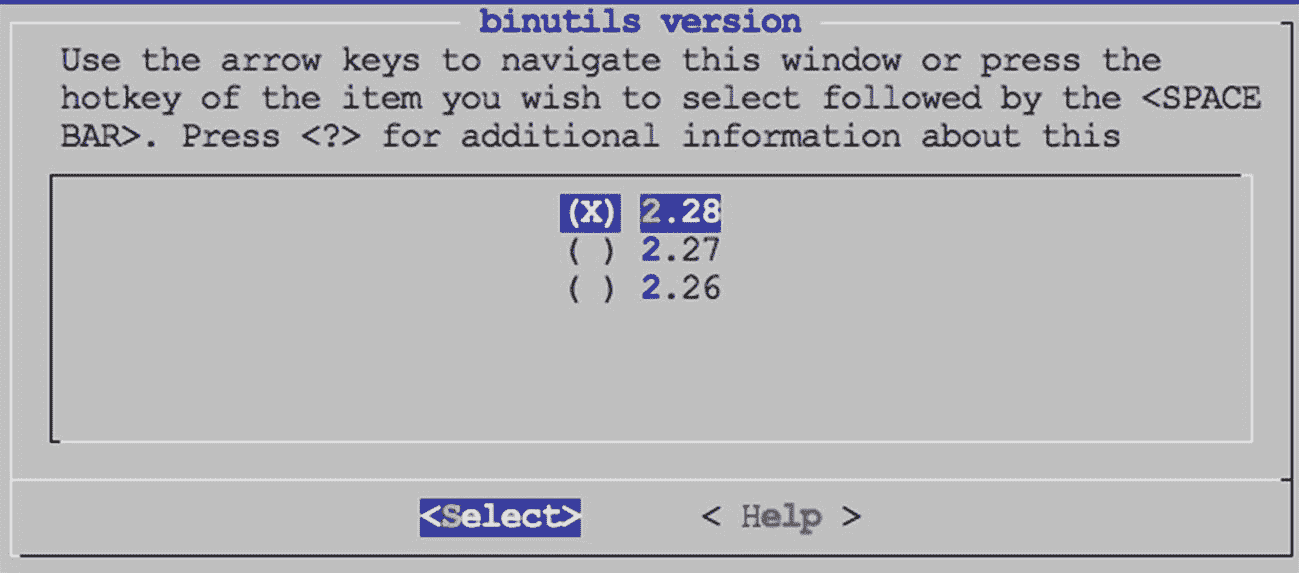 binutils version
Use the arrow keys to navigate this window or press the
hotkey of the item you wish to select followed by the <SPACE
BAR>. Press <?> for additional information about this
(X) 2.28
( ) 2.27
( ) 2.26
<Select> < Help >